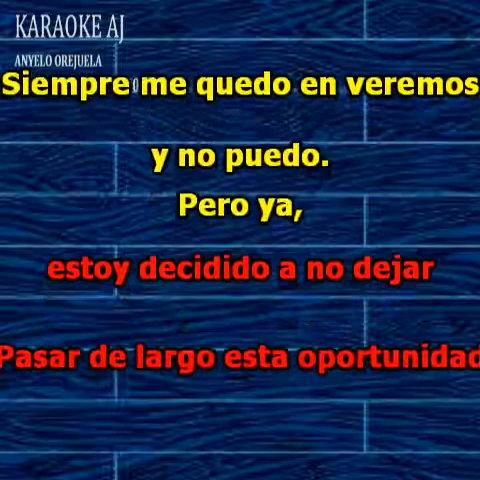 KARAOKE AJ
ANYELO OREJUELA
Siempre me quedo en veremos
y no puedo.
Pero ya,
estoy decidido a no dejar
Pasar de largo esta oportunidad